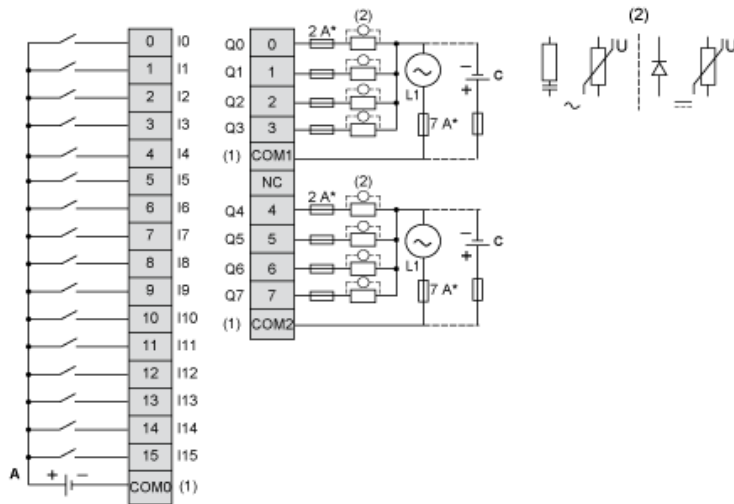 0 I0
1 I1
2 I2
3 I3
4 I4
5 I5
6 I6
7 I7
8 I8
9 I9
10 I10
11 I11
12 I12
13 I13
14 I14
15 I15
A + − COM0 (1)
(2)
Q0 0 2 A*
Q1 1
Q2 2
Q3 3
L1
− + C
7 A*
(1) COM1
NC
(2)
Q4 4 2 A*
Q5 5
Q6 6
Q7 7
L1
− + C
7 A*
(1) COM2
(2)
U U